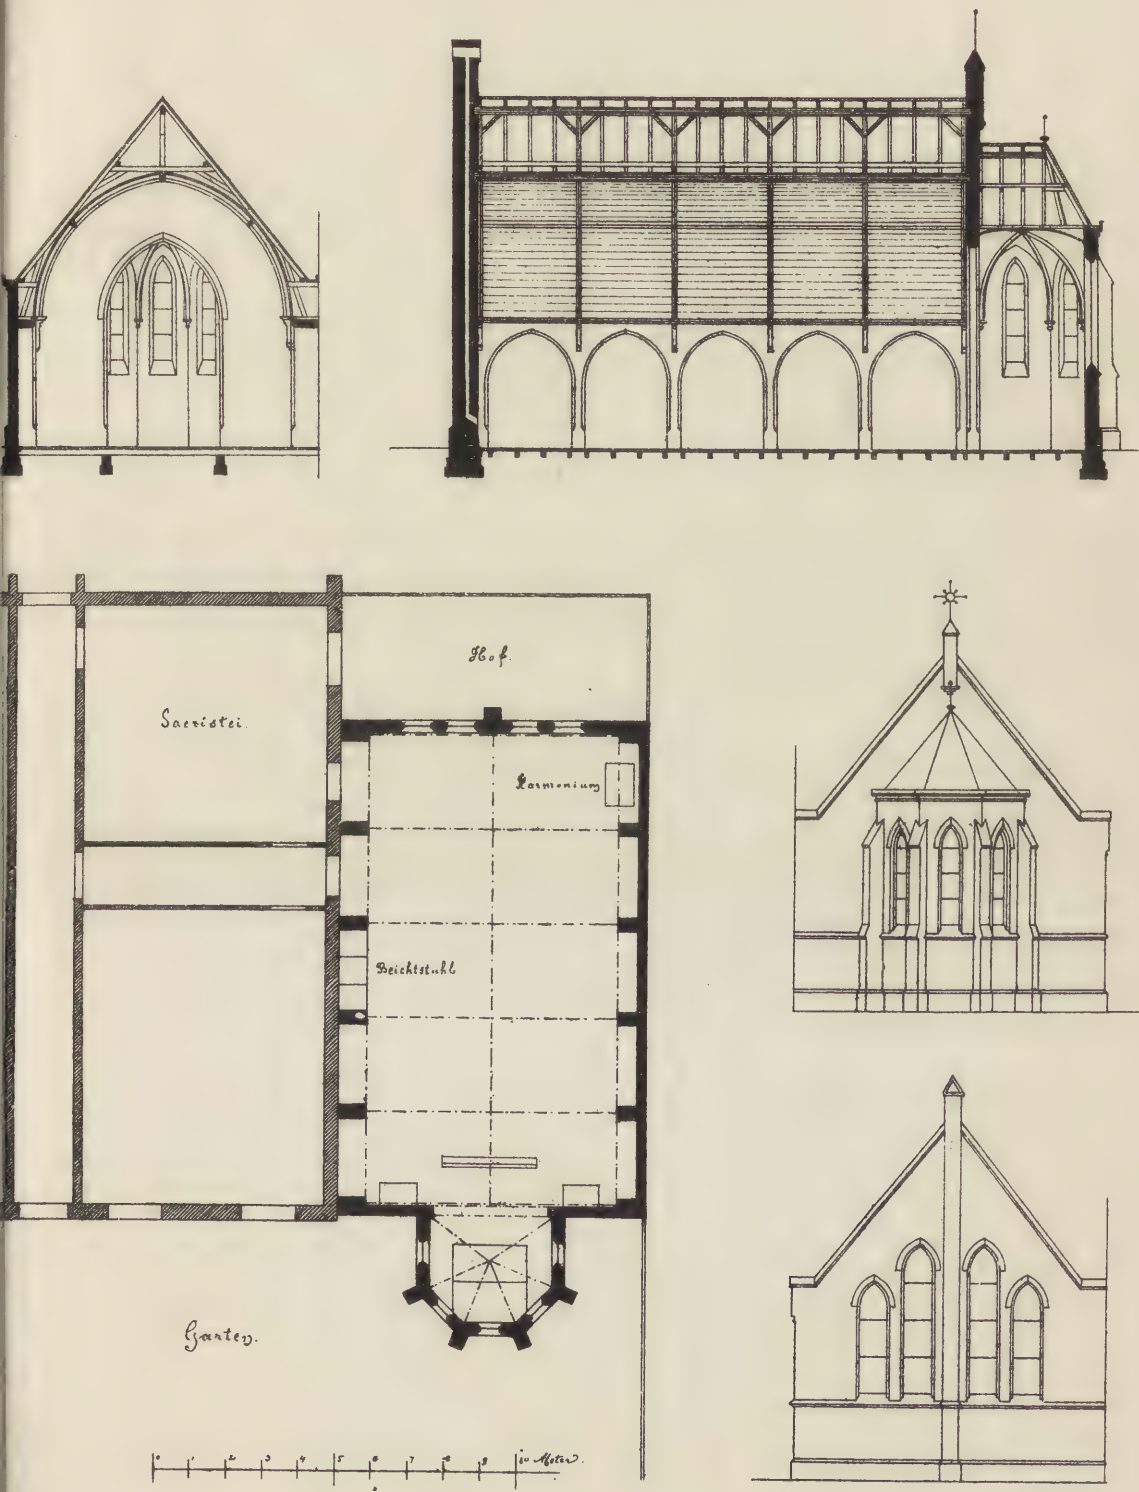 Hof.
Sacristei.
Harmonium
Beichtstuhl
Garten.
0 1 2 3 4 5 6 7 8 9 10 Meter.